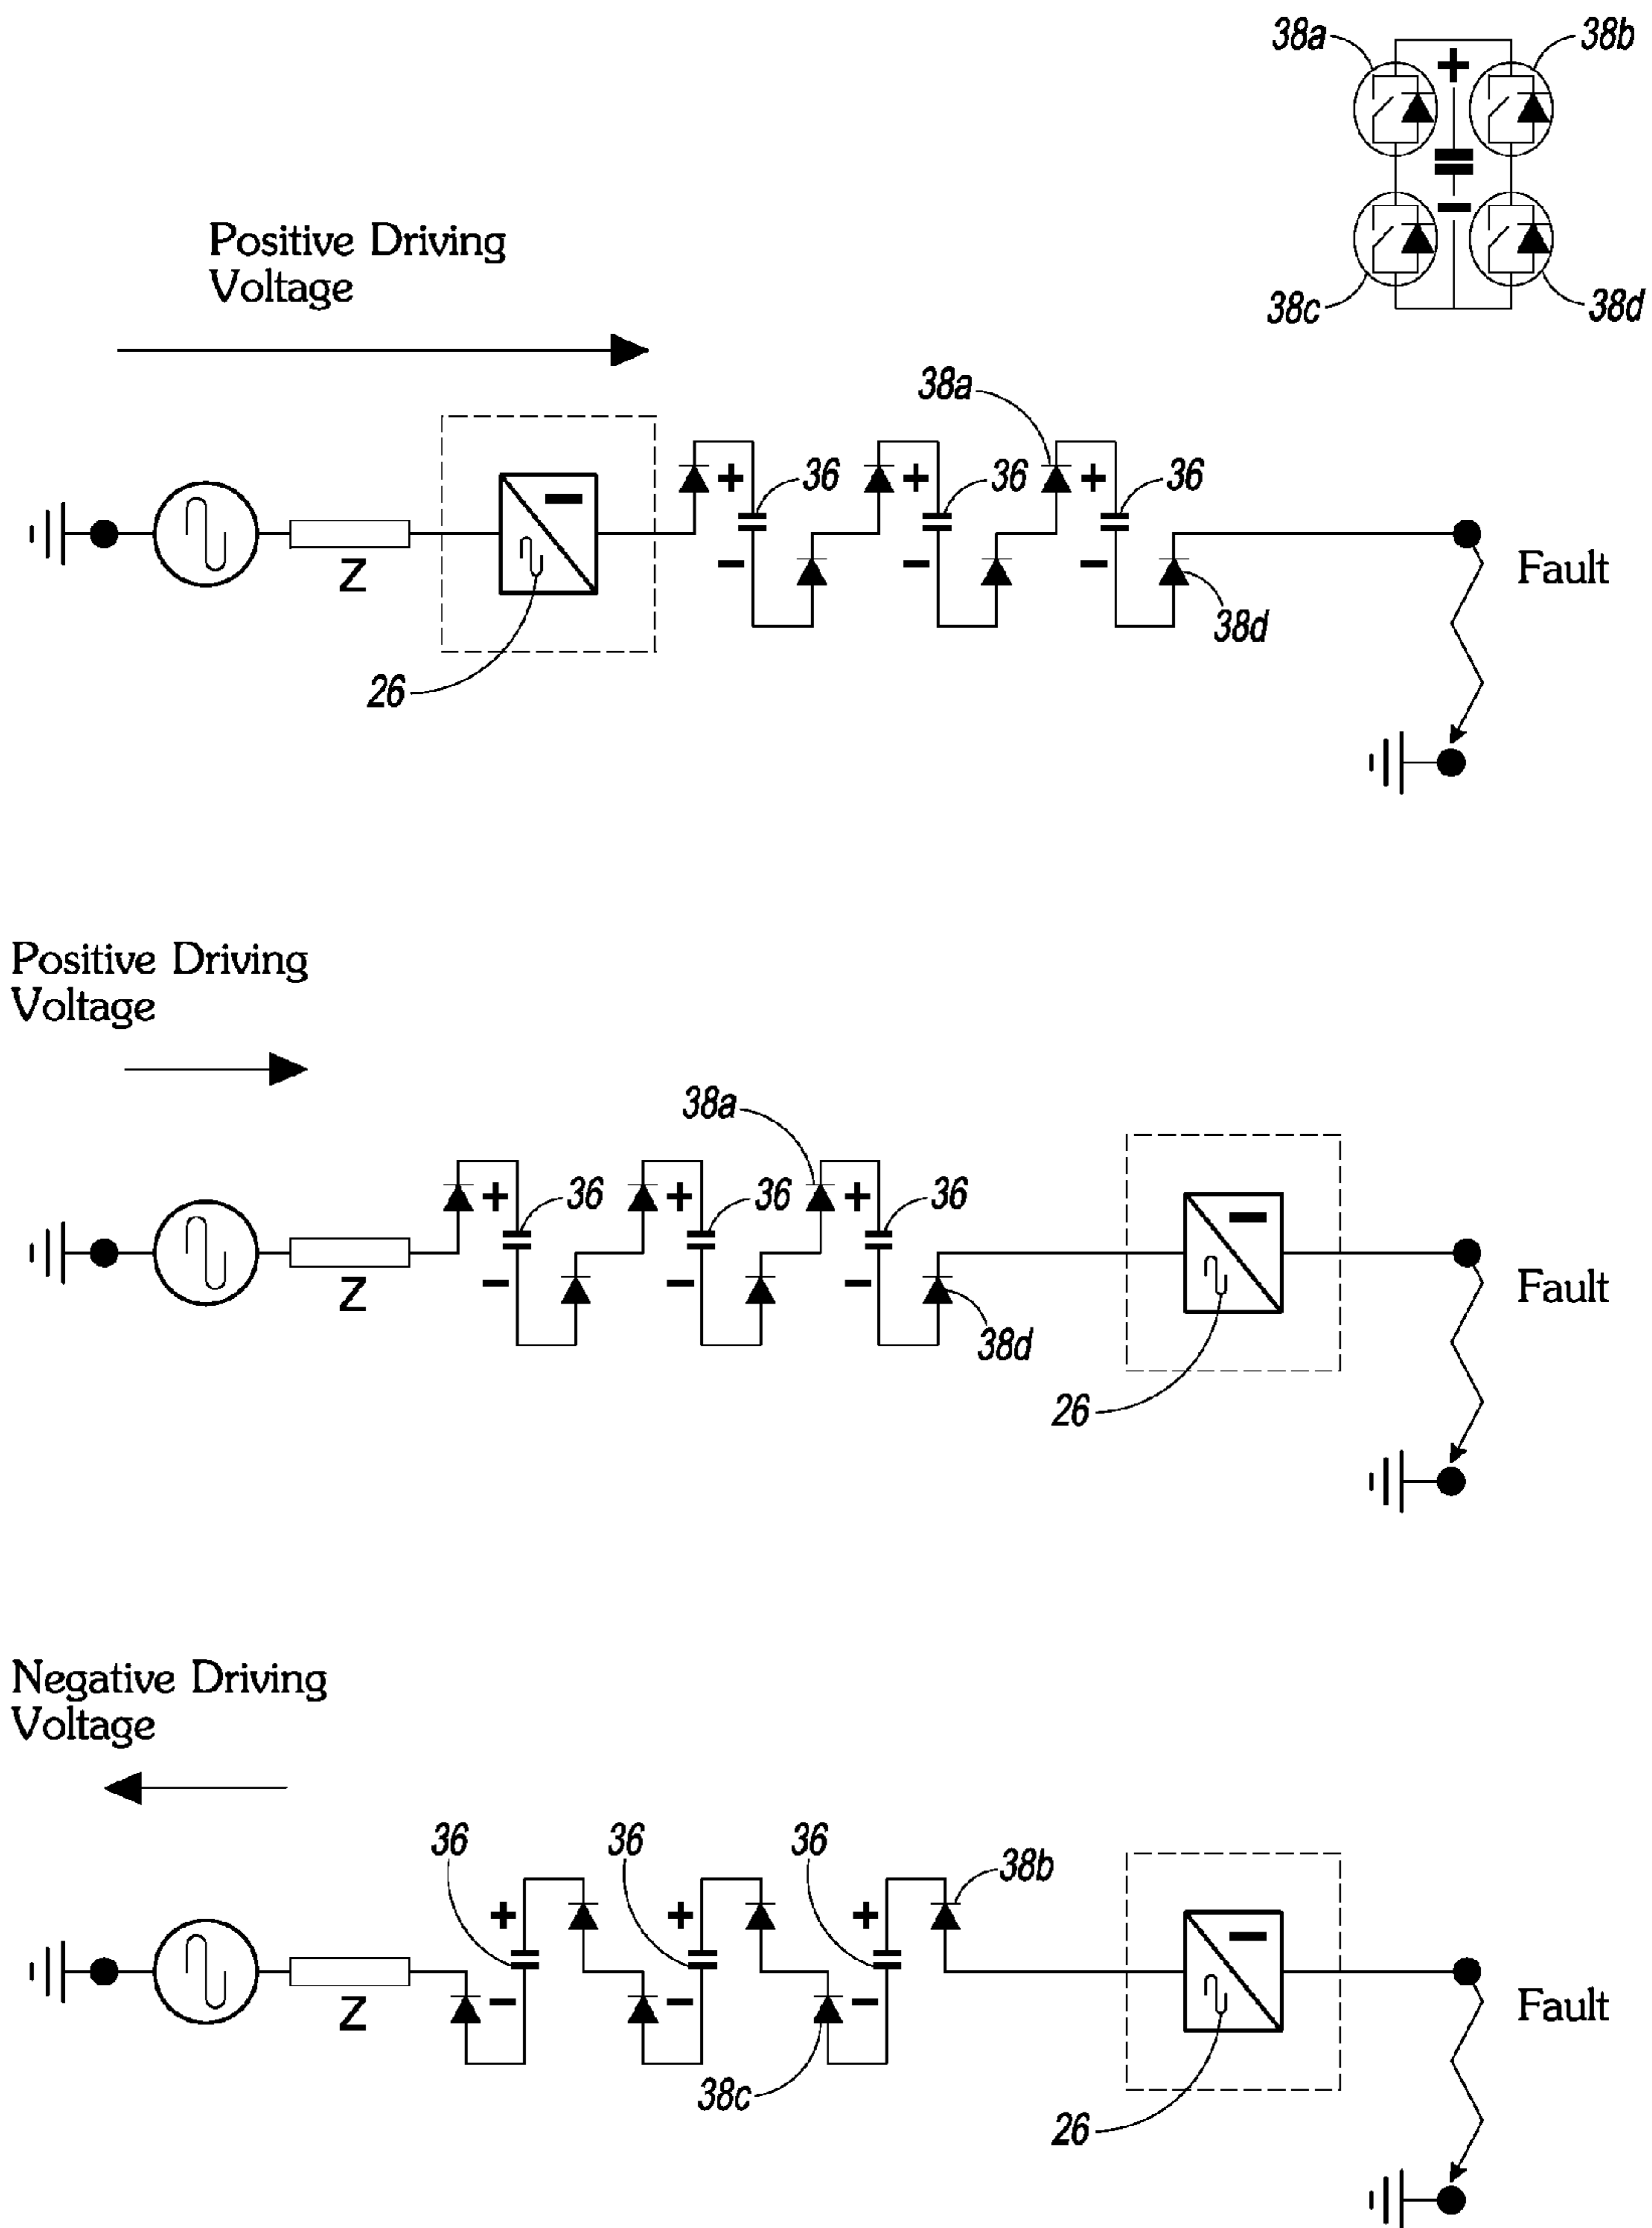 38a
38b
+
−
38c
38d
Positive Driving
Voltage
38a
+ 36 + 36 + 36
Z
− − −
Fault
38d
26
Positive Driving
Voltage
38a
+ 36 + 36 + 36
Z
− − −
Fault
38d
26
Negative Driving
Voltage
36 36 36
38b
+ + +
Z
− − −
Fault
38c
26